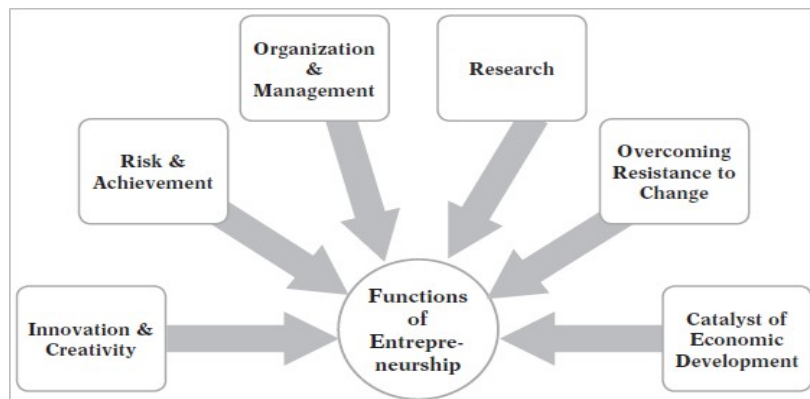 Organization
&
Management
Research
Risk &
Achievement
Overcoming
Resistance to
Change
Innovation &
Creativity
Functions
of
Entrepre-
neurship
Catalyst of
Economic
Development